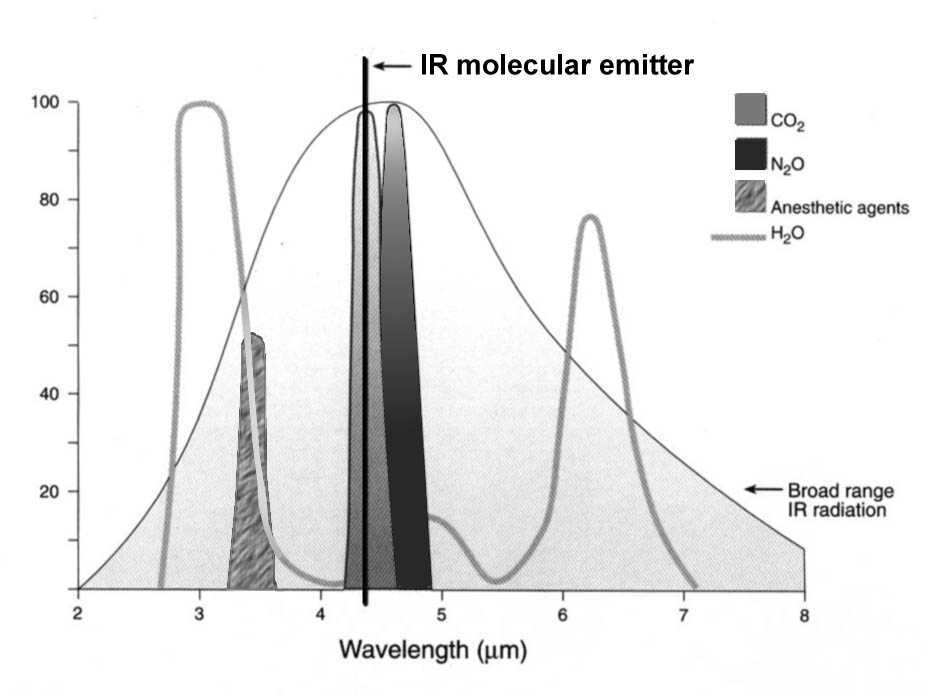 IR molecular emitter
100
80
60
40
20
CO₂
N₂O
Anesthetic agents
H₂O
Broad range
IR radiation
2 3 4 5 6 7 8
Wavelength (μm)